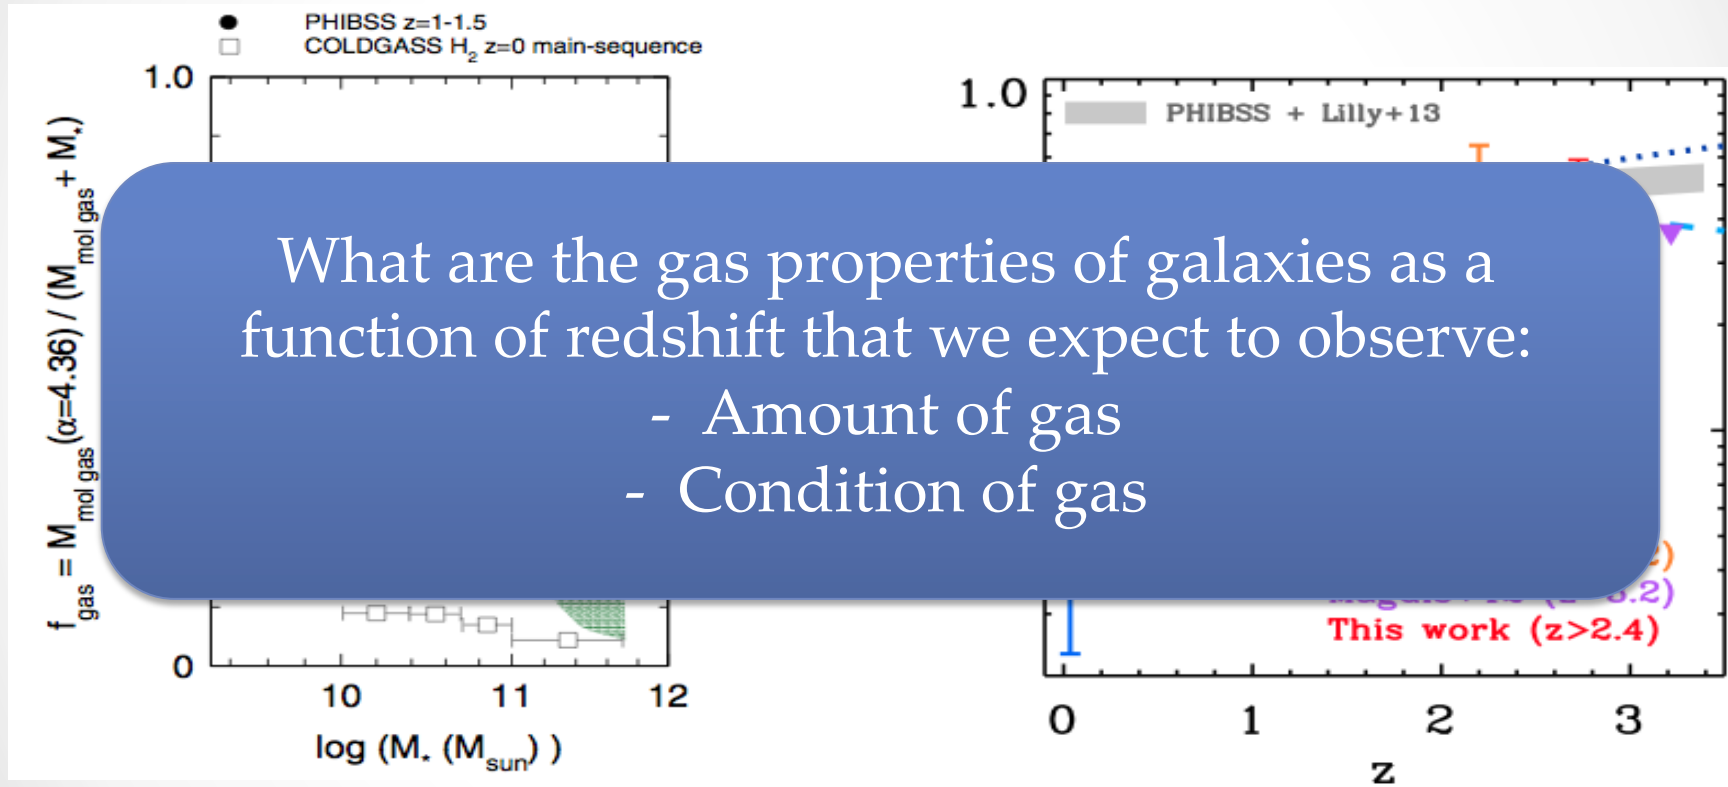 PHIBSS z=1-1.5
COLDGASS H2 z=0 main-sequence
1.0
0
10 11 12
log (M* (Msun) )
fgas = Mmol gas(α=4.36) / (Mmol gas + M*)
1.0
PHIBSS + Lilly+13
This work (z>2.4)
0 1 2 3
z
What are the gas properties of galaxies as a
function of redshift that we expect to observe:
- Amount of gas
- Condition of gas